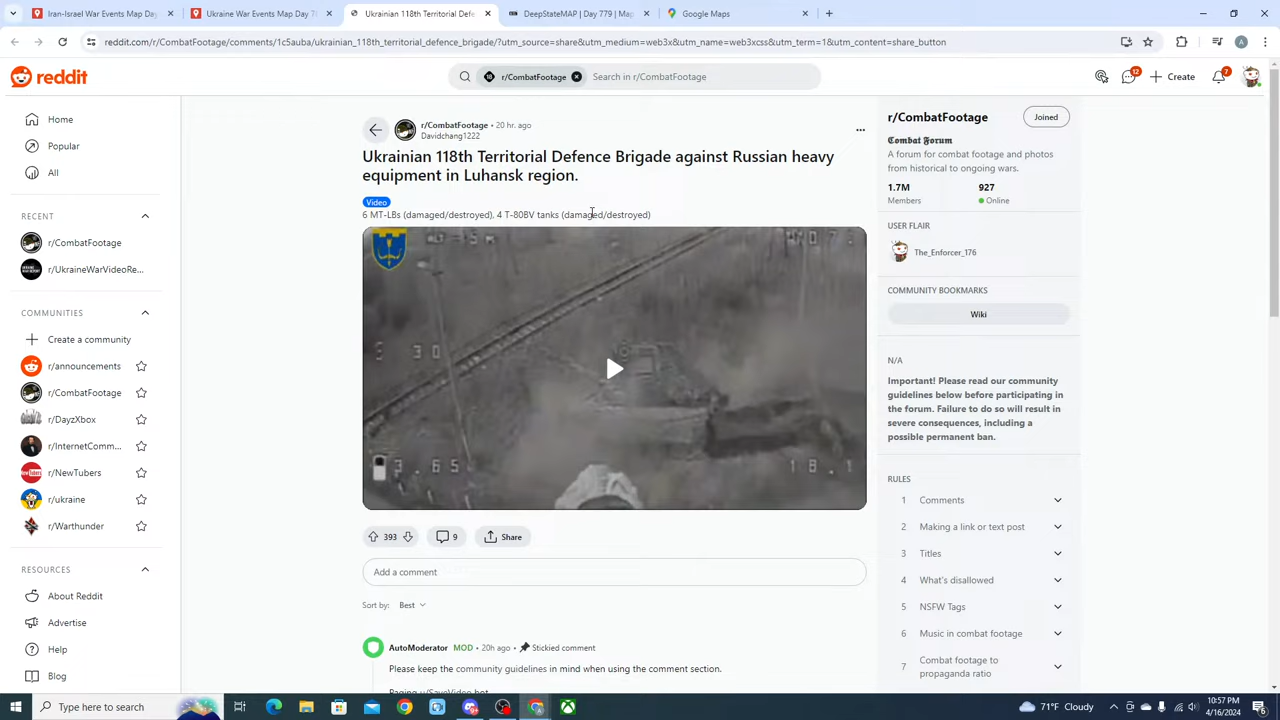 Iran-Israel War Map Day
Ukraine War Events Map Day 7
Ukrainian 118th Territorial Defe
DeepStateMAP | Day 779 | Map
Google Maps
reddit.com/r/CombatFootage/comments/1c5auba/ukrainian_118th_territorial_defence_brigade/?utm_source=share&utm_medium=web3x&utm_name=web3xcss&utm_term=1&utm_content=share_button
A
reddit
r/CombatFootage
Search in r/CombatFootage
12
Create
7
Home
Popular
All
RECENT
r/CombatFootage
r/UkraineWarVideoRe...
COMMUNITIES
Create a community
r/announcements
r/CombatFootage
r/DayzXbox
r/InternetComm...
r/NewTubers
r/ukraine
r/Warthunder
RESOURCES
About Reddit
Advertise
Help
Blog
r/CombatFootage • 20 hr. ago
Davidchang1222
Ukrainian 118th Territorial Defence Brigade against Russian heavy
equipment in Luhansk region.
Video
6 MT-LBs (damaged/destroyed), 4 T-80BV tanks (damaged/destroyed)
30
3.65
18.1
393
9
Share
Add a comment
Sort by:
Best
AutoModerator MOD • 20h ago • Stickied comment
Please keep the community guidelines in mind when using the comment section.
Paging u/SaveVideo bot.
r/CombatFootage
Joined
Combat Forum
A forum for combat footage and photos
from historical to ongoing wars.
1.7M
927
Members
Online
USER FLAIR
The_Enforcer_176
COMMUNITY BOOKMARKS
Wiki
N/A
Important! Please read our community
guidelines below before participating in
the forum. Failure to do so will result in
severe consequences, including a
possible permanent ban.
RULES
1 Comments
2 Making a link or text post
3 Titles
4 What's disallowed
5 NSFW Tags
6 Music in combat footage
7 Combat footage to
propaganda ratio
Type here to search
71°F Cloudy
10:57 PM
4/16/2024
6